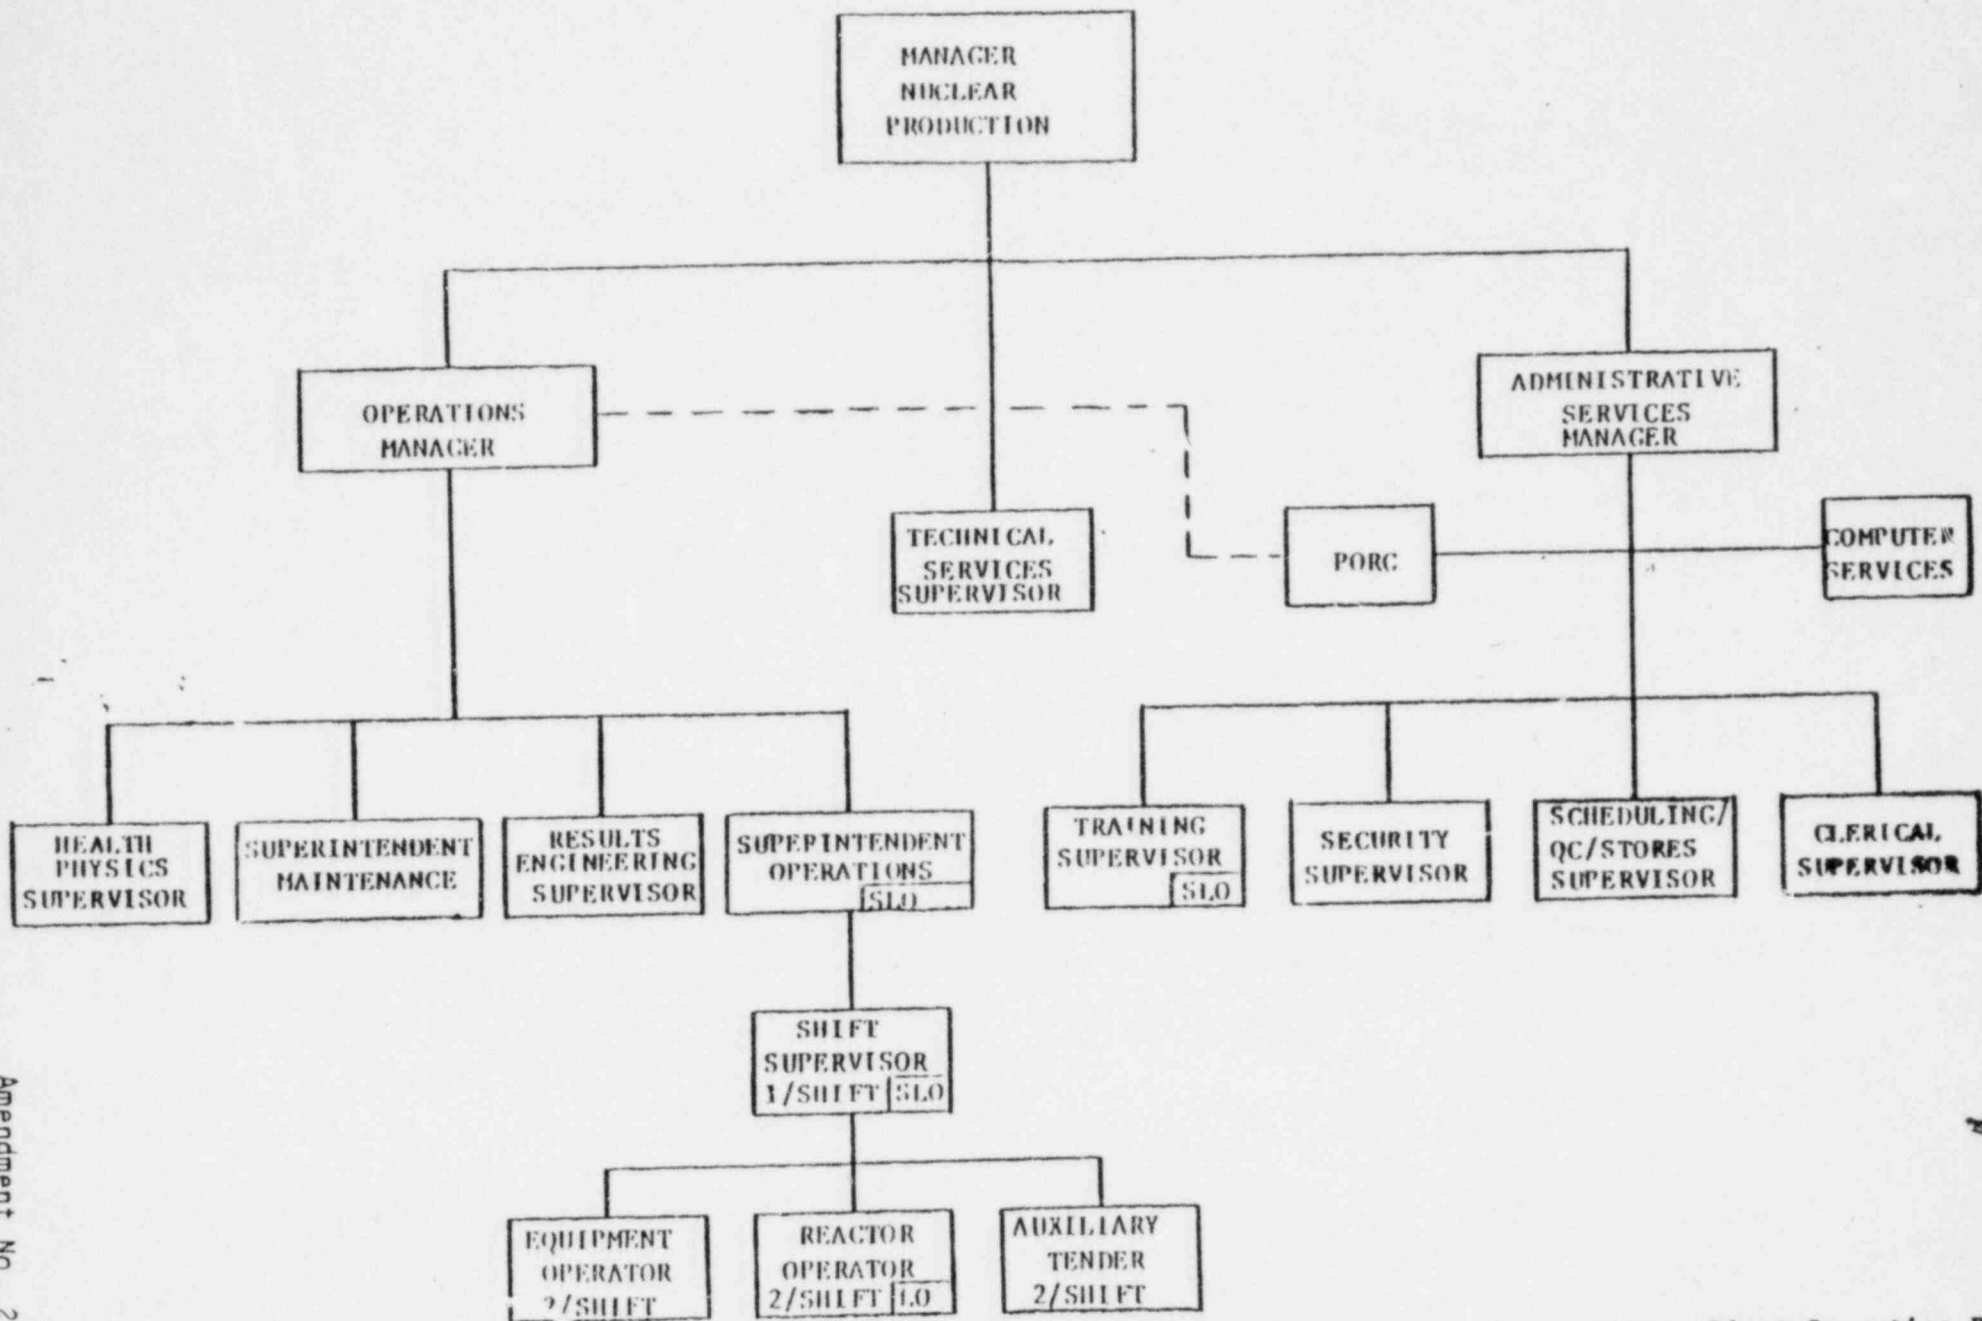 MANAGER
NUCLEAR
PRODUCTION
OPERATIONS
MANAGER
ADMINISTRATIVE
SERVICES
MANAGER
TECHNICAL
SERVICES
SUPERVISOR
PORC
COMPUTER
SERVICES
HEALTH
PHYSICS
SUPERVISOR
SUPERINTENDENT
MAINTENANCE
RESULTS
ENGINEERING
SUPERVISOR
SUPEPINTENDENT
OPERATIONS
SLO
TRAINING
SUPERVISOR
SLO
SECURITY
SUPERVISOR
SCHEDULING/
QC/STORES
SUPERVISOR
CLERICAL
SUPERVISOR
SHIFT
SUPERVISOR
1/SHIFT SLO
EQUIPMENT
OPERATOR
2/SHIFT
REACTOR
OPERATOR
2/SHIFT LO
AUXILIARY
TENDER
2/SHIFT
Amendment No. 2